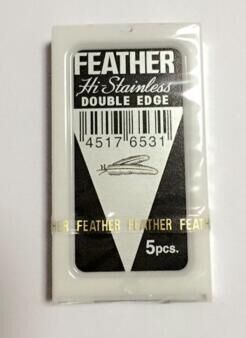 FEATHER
Hi Stainless
DOUBLE EDGE
4517 6531
HER FEATHER FEATHER FEATH
5pcs.